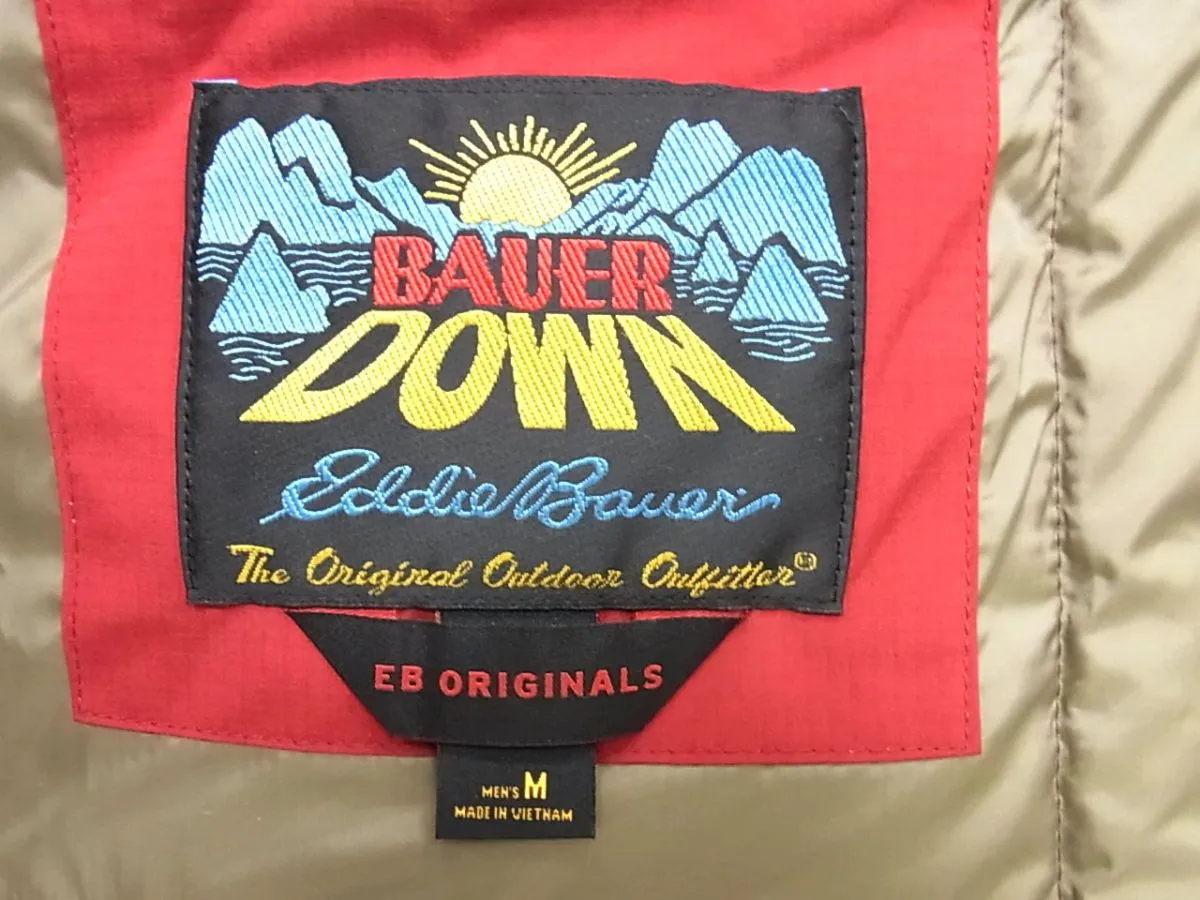 BAUER
DOWN
Eddie Bauer
The Original Outdoor Outfitter®
EB ORIGINALS
MEN'S M
MADE IN VIETNAM